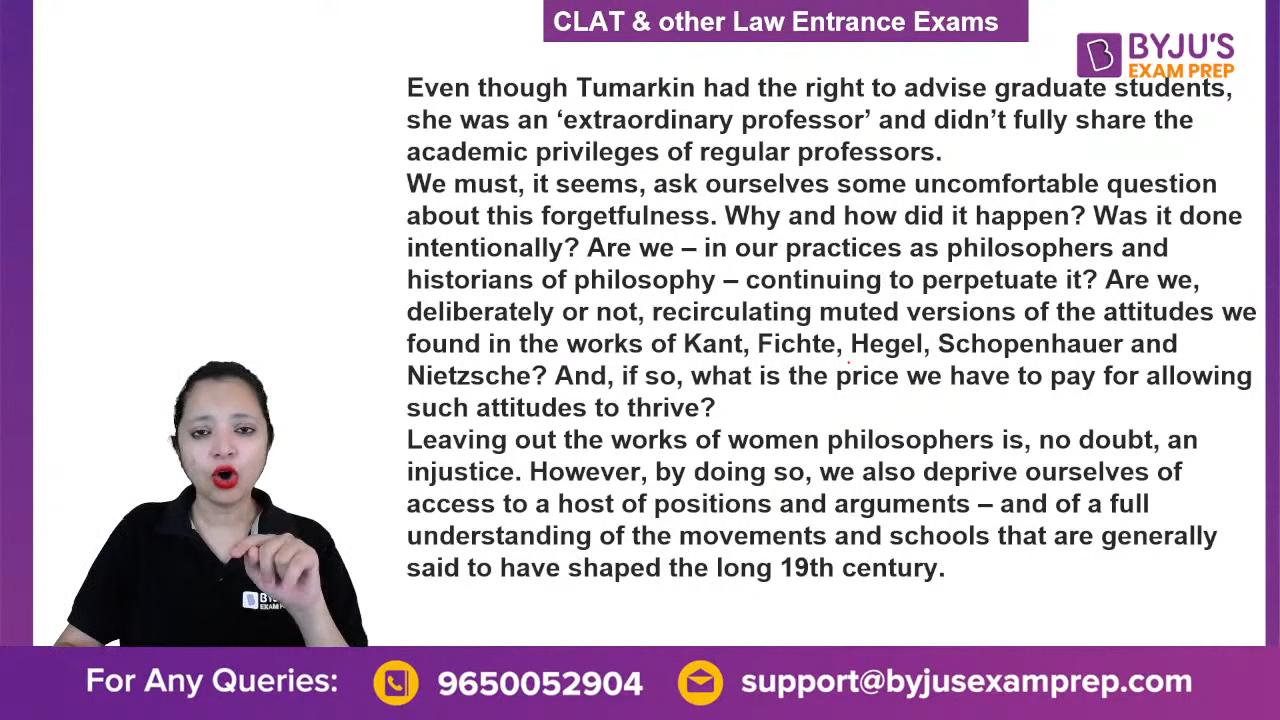 CLAT & other Law Entrance Exams
BYJU'S
EXAM PREP
Even though Tumarkin had the right to advise graduate students,
she was an ‘extraordinary professor’ and didn’t fully share the
academic privileges of regular professors.
We must, it seems, ask ourselves some uncomfortable question
about this forgetfulness. Why and how did it happen? Was it done
intentionally? Are we – in our practices as philosophers and
historians of philosophy – continuing to perpetuate it? Are we,
deliberately or not, recirculating muted versions of the attitudes we
found in the works of Kant, Fichte, Hegel, Schopenhauer and
Nietzsche? And, if so, what is the price we have to pay for allowing
such attitudes to thrive?
Leaving out the works of women philosophers is, no doubt, an
injustice. However, by doing so, we also deprive ourselves of
access to a host of positions and arguments – and of a full
understanding of the movements and schools that are generally
said to have shaped the long 19th century.
For Any Queries: 9650052904 support@byjusexamprep.com